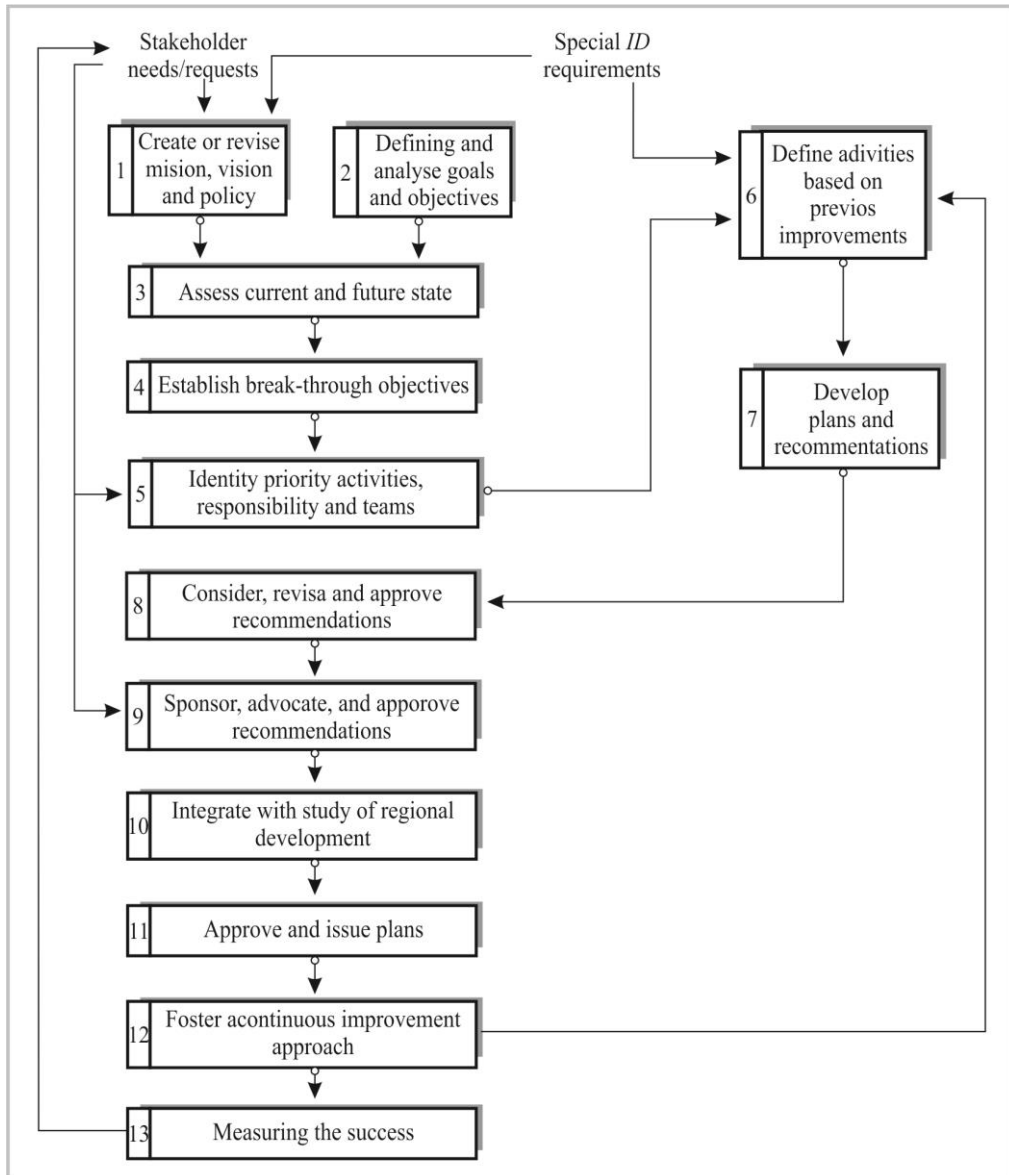 Stakeholder
needs/requests
Special ID
requirements
1
Create or revise
mision, vision
and policy
2
Defining and
analyse goals
and objectives
6
Define adivities
based on
previos
improvements
3
Assess current and future state
4
Establish break-through objectives
7
Develop
plans and
recommentations
5
Identity priority activities,
responsibility and teams
8
Consider, revisa and approve
recommendations
9
Sponsor, advocate, and apporove
recommendations
10
Integrate with study of regional
development
11
Approve and issue plans
12
Foster acontinuous improvement
approach
13
Measuring the success